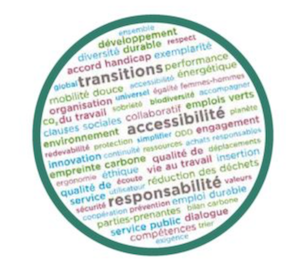 ensemble
développement
diversité durable respect
accord handicap exemplarité
global transitions performance
mobilité douce accessibilité énergétique
organisation universel égalité femmes-hommes
co₂ du travail sobriété biodiversité accompagner
clauses sociales collaboratif emplois verts
environnement accessibilité planète
redevabilité protection simplifier qco engagement
innovation continuité ressources achats responsables
empreinte carbone qualité de déplacements
ergonomie éthique vie au travail insertion
qualité de écoute réduction des déchets
service utilisateur responsabilité valeurs
sécurité prévention emploi durable
coopération bilan carbone
parties-prenantes dialogue
service public trier
compétences
exigence